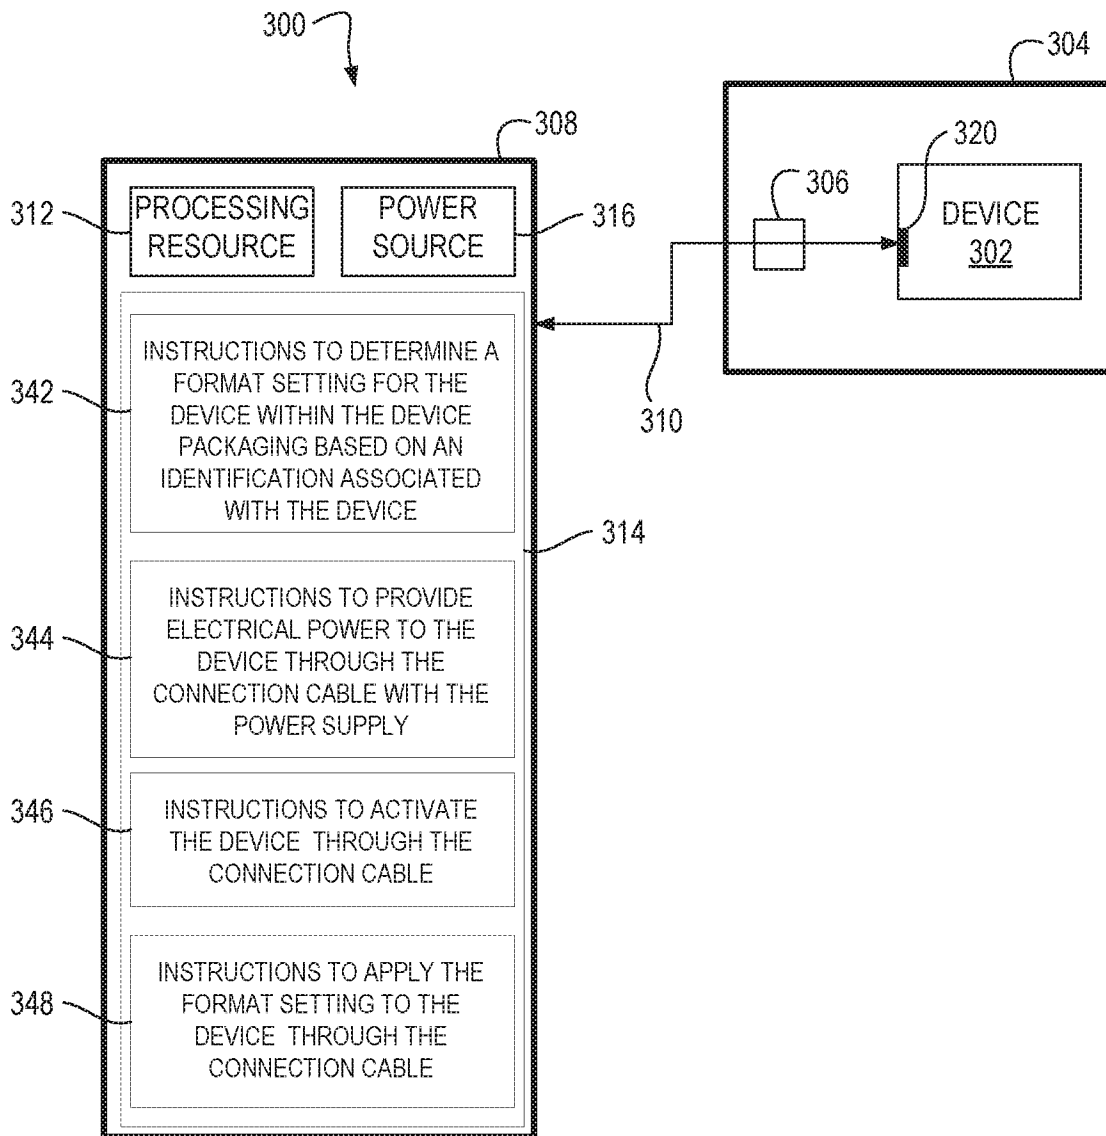 300
304
308
320
306
312
PROCESSING
RESOURCE
POWER
SOURCE
316
DEVICE
302
342
INSTRUCTIONS TO DETERMINE A
FORMAT SETTING FOR THE
DEVICE WITHIN THE DEVICE
PACKAGING BASED ON AN
IDENTIFICATION ASSOCIATED
WITH THE DEVICE
310
314
344
INSTRUCTIONS TO PROVIDE
ELECTRICAL POWER TO THE
DEVICE THROUGH THE
CONNECTION CABLE WITH THE
POWER SUPPLY
346
INSTRUCTIONS TO ACTIVATE
THE DEVICE THROUGH THE
CONNECTION CABLE
348
INSTRUCTIONS TO APPLY THE
FORMAT SETTING TO THE
DEVICE THROUGH THE
CONNECTION CABLE